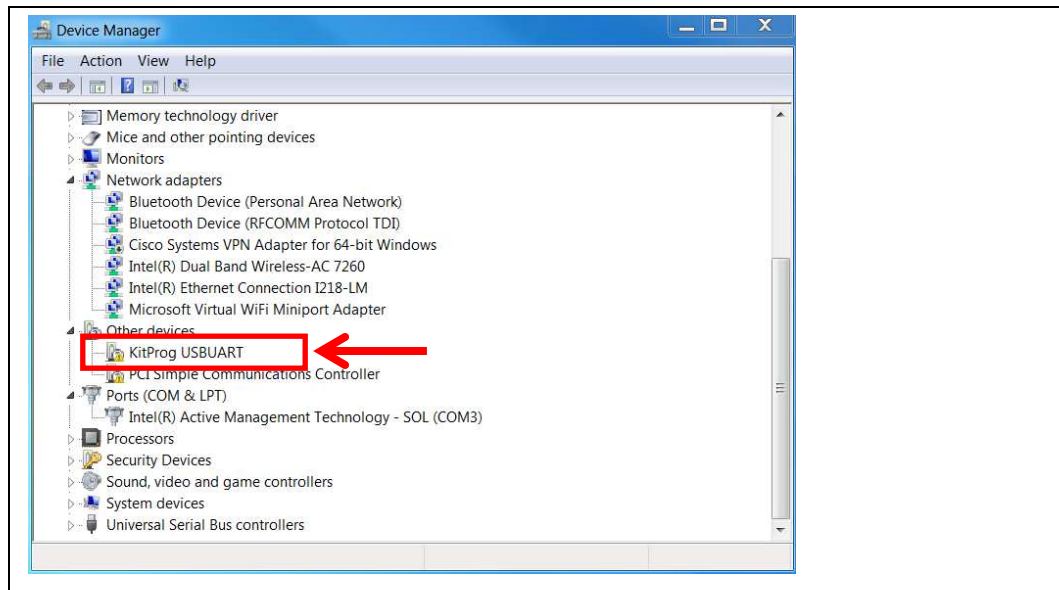 Device Manager
File Action View Help
Memory technology driver
Mice and other pointing devices
Monitors
Network adapters
Bluetooth Device (Personal Area Network)
Bluetooth Device (RFCOMM Protocol TDI)
Cisco Systems VPN Adapter for 64-bit Windows
Intel(R) Dual Band Wireless-AC 7260
Intel(R) Ethernet Connection I218-LM
Microsoft Virtual WiFi Miniport Adapter
Other devices
KitProg USBUART
PCI Simple Communications Controller
Ports (COM & LPT)
Intel(R) Active Management Technology - SOL (COM3)
Processors
Security Devices
Sound, video and game controllers
System devices
Universal Serial Bus controllers